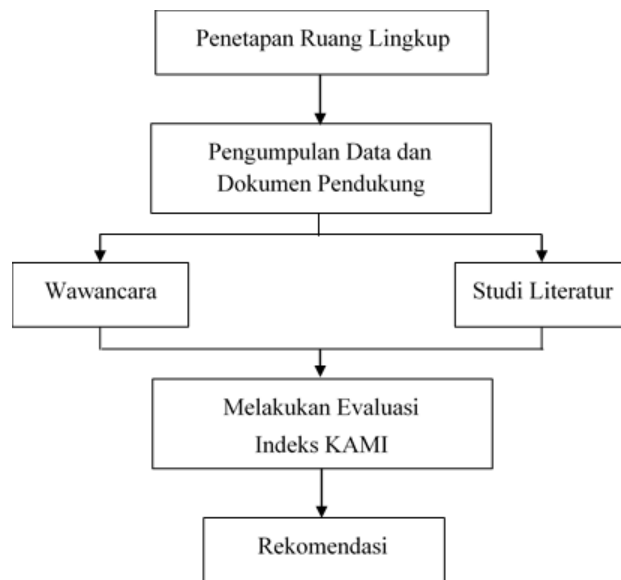 Penetapan Ruang Lingkup
Pengumpulan Data dan
Dokumen Pendukung
Wawancara
Studi Literatur
Melakukan Evaluasi
Indeks KAMI
Rekomendasi